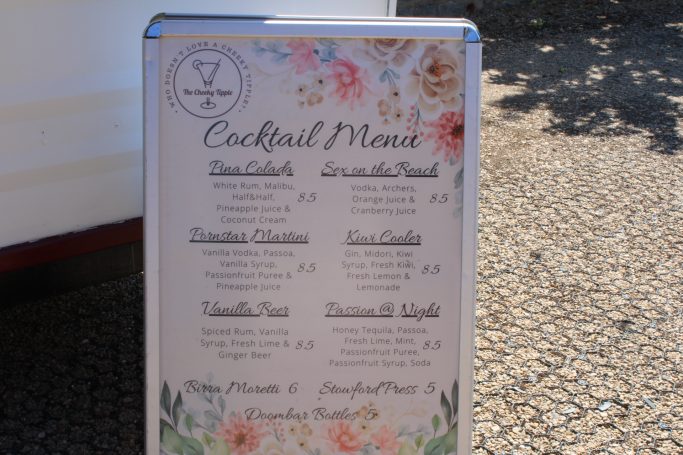 WHO DOESN'T LOVE A CHEEKY TIPPLE?
The Cheeky Tipple
Cocktail Menu
Pina Colada
White Rum, Malibu,
Half&Half,
Pineapple Juice &
Coconut Cream
8.5
Sex on the Beach
Vodka, Archers,
Orange Juice &
Cranberry Juice
8.5
Pornstar Martini
Vanilla Vodka, Passoa,
Vanilla Syrup,
Passionfruit Puree &
Pineapple Juice
8.5
Kiwi Cooler
Gin, Midori, Kiwi
Syrup, Fresh Kiwi,
Fresh Lemon &
Lemonade
8.5
Vanilla Beer
Spiced Rum, Vanilla
Syrup, Fresh Lime &
Ginger Beer
8.5
Passion @ Night
Honey Tequila, Passoa,
Fresh Lime, Mint,
Passionfruit Puree,
Passionfruit Syrup, Soda
8.5
Birra Moretti 6
Stowford Press 5
Doombar Bottles 5